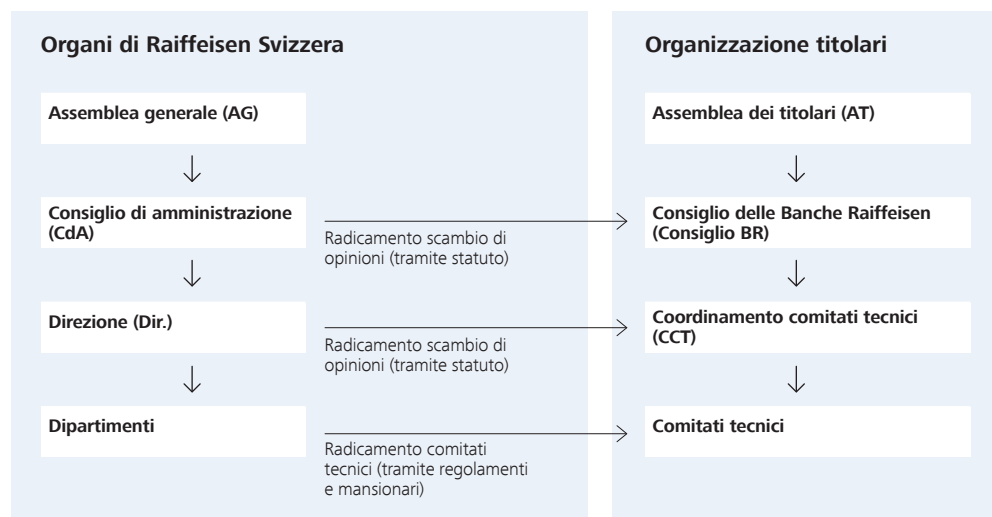 Organi di Raiffeisen Svizzera
Organizzazione titolari
Assemblea generale (AG)
Assemblea dei titolari (AT)
Consiglio di amministrazione
(CdA)
Radicamento scambio di
opinioni (tramite statuto)
Consiglio delle Banche Raiffeisen
(Consiglio BR)
Direzione (Dir.)
Radicamento scambio di
opinioni (tramite statuto)
Coordinamento comitati tecnici
(CCT)
Dipartimenti
Radicamento comitati
tecnici (tramite regolamenti
e mansionari)
Comitati tecnici